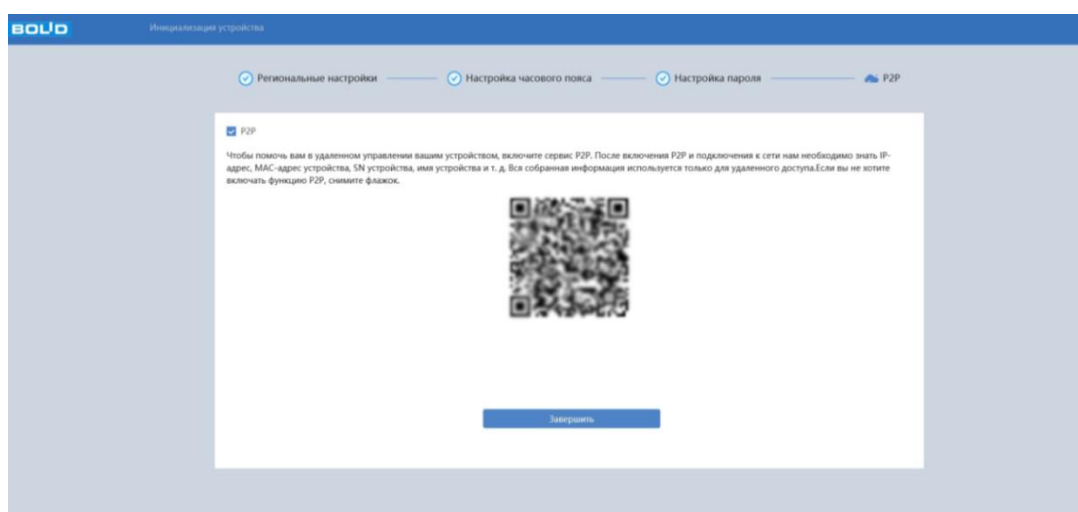 BOLID Инициализация устройства
Региональные настройки Настройка часового пояса Настройка пароля P2P
P2P
Чтобы помочь вам в удаленном управлении вашим устройством, включите сервис P2P. После включения P2P и подключения к сети нам необходимо знать IP-
адрес, MAC-адрес устройства, SN устройства, имя устройства и т. д. Вся собранная информация используется только для удаленного доступа.Если вы не хотите
включать функцию P2P, снимите флажок.
Завершить